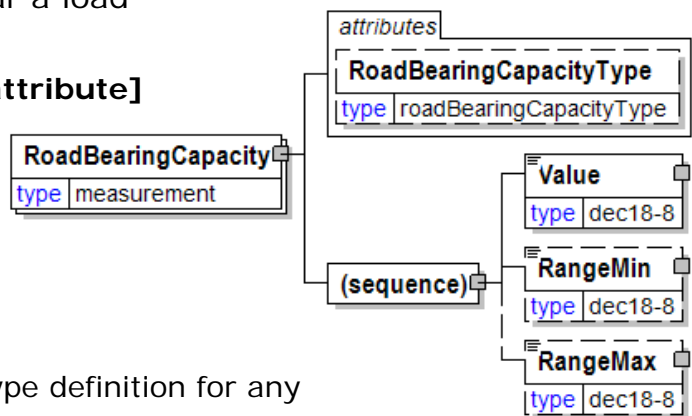 a load
attributes
RoadBearingCapacityType
type roadBearingCapacityType
attribute]
RoadBearingCapacity
type measurement
Value
type dec18-8
(sequence)
RangeMin
type dec18-8
RangeMax
type dec18-8
ype definition for any